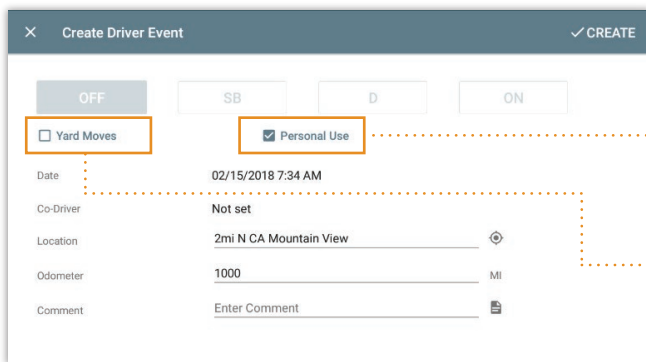 Create Driver Event CREATE
OFF SB D ON
Yard Moves Personal Use
Date 02/15/2018 7:34 AM
Co-Driver Not set
Location 2mi N CA Mountain View
Odometer 1000 MI
Comment Enter Comment